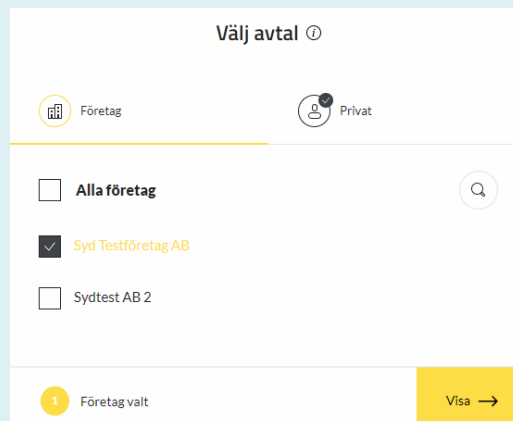 Välj avtal
Företag
Privat
Alla företag
Syd Testföretag AB
Sydtest AB 2
1 Företag valt
Visa →